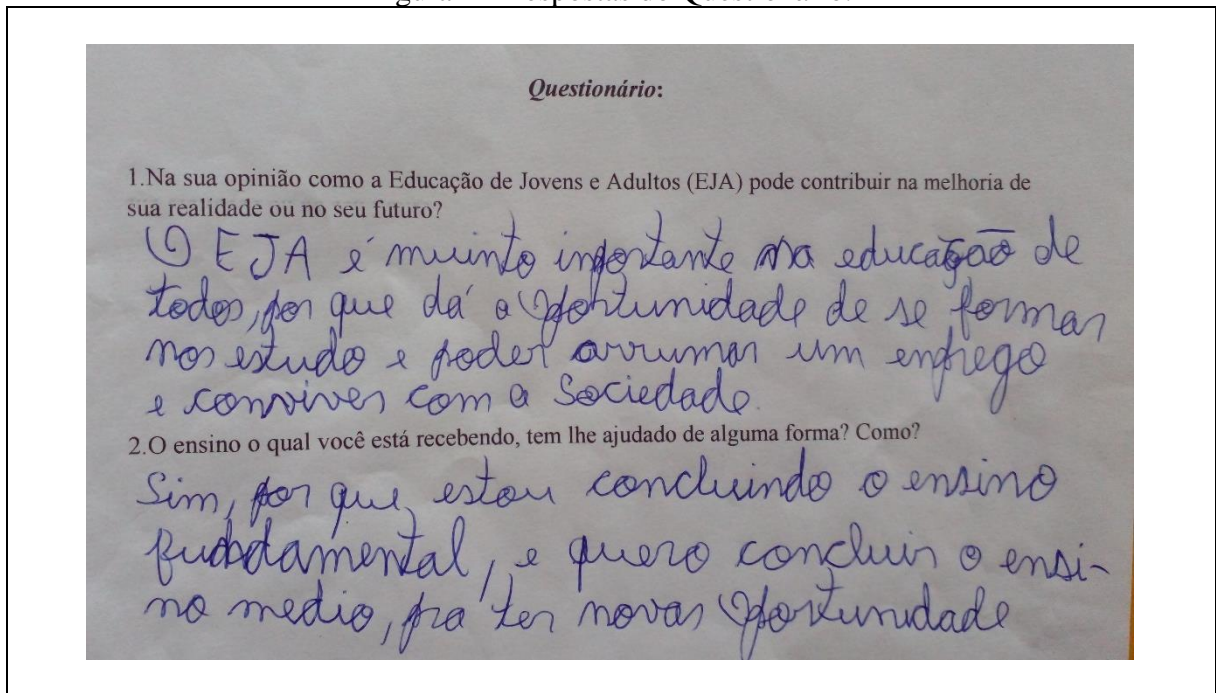 Questionário:
1.Na sua opinião como a Educação de Jovens e Adultos (EJA) pode contribuir na melhoria de
sua realidade ou no seu futuro?
O EJA é muinto importante na educação de
todos, por que dá a oportunidade de se formar
nos estudo e poder arrumar um emprego
e conviver com a Sociedade.
2.O ensino o qual você está recebendo, tem lhe ajudado de alguma forma? Como?
Sim, por que, estou concluindo o ensino
fundamental, e quero concluir o ensi-
no medio, pra ter novas oportunidade